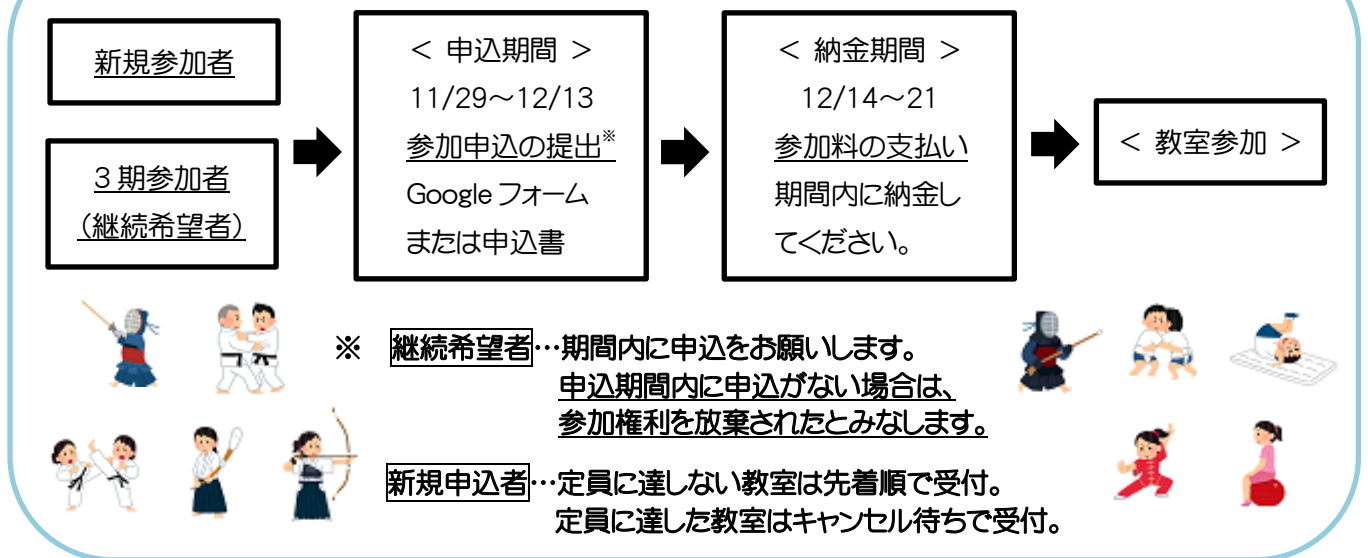 新規参加者
3期参加者
(継続希望者)
< 申込期間 >
11/29～12/13
参加申込の提出※
Googleフォーム
または申込書
< 納金期間 >
12/14～21
参加料の支払い
期間内に納金し
てください。
< 教室参加 >
※ 継続希望者…期間内に申込をお願いします。
申込期間内に申込がない場合は、
参加権利を放棄されたとみなします。
新規申込者…定員に達しない教室は先着順で受付。
定員に達した教室はキャンセル待ちで受付。